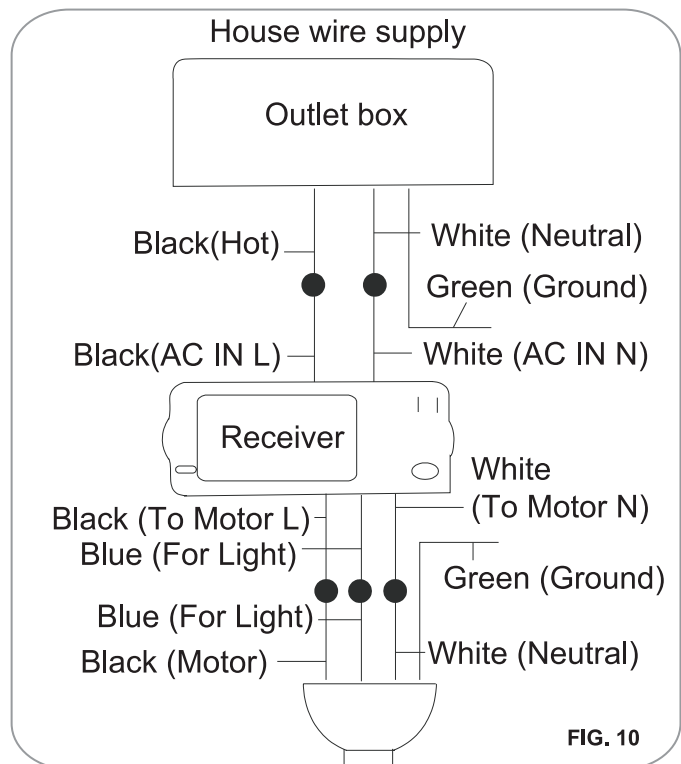 House wire supply
Outlet box
Black(Hot)
White (Neutral)
Green (Ground)
Black(AC IN L)
White (AC IN N)
Receiver
White
(To Motor N)
Black (To Motor L)
Blue (For Light)
Green (Ground)
Blue (For Light)
Black (Motor)
White (Neutral)
FIG. 10